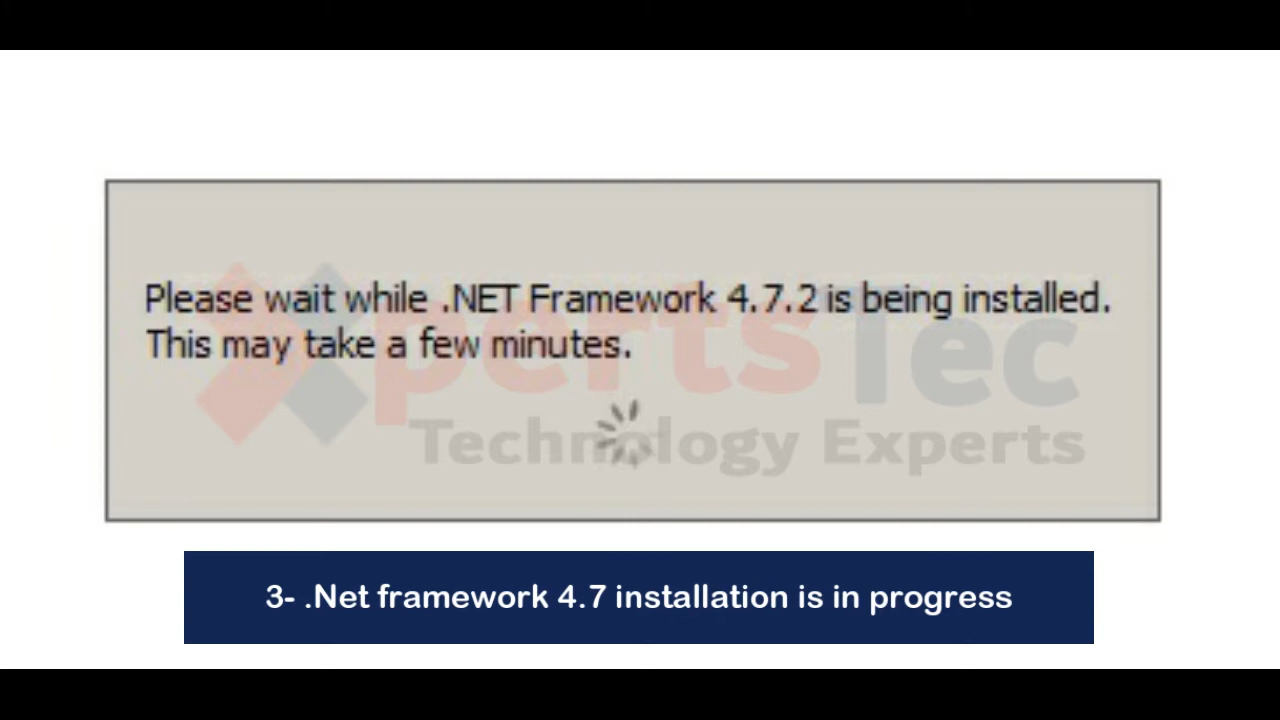 Please wait while .NET Framework 4.7.2 is being installed.
This may take a few minutes.
XpertsTec
Technology Experts
3- .Net framework 4.7 installation is in progress